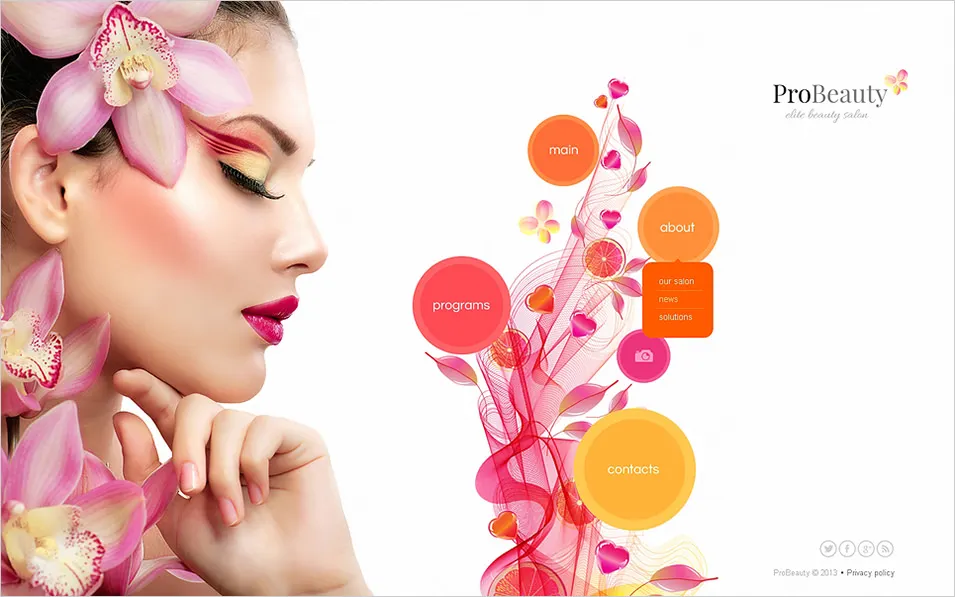 ProBeauty
elite beauty salon
main
about
our salon
news
solutions
programs
contacts
ProBeauty © 2013 • Privacy policy